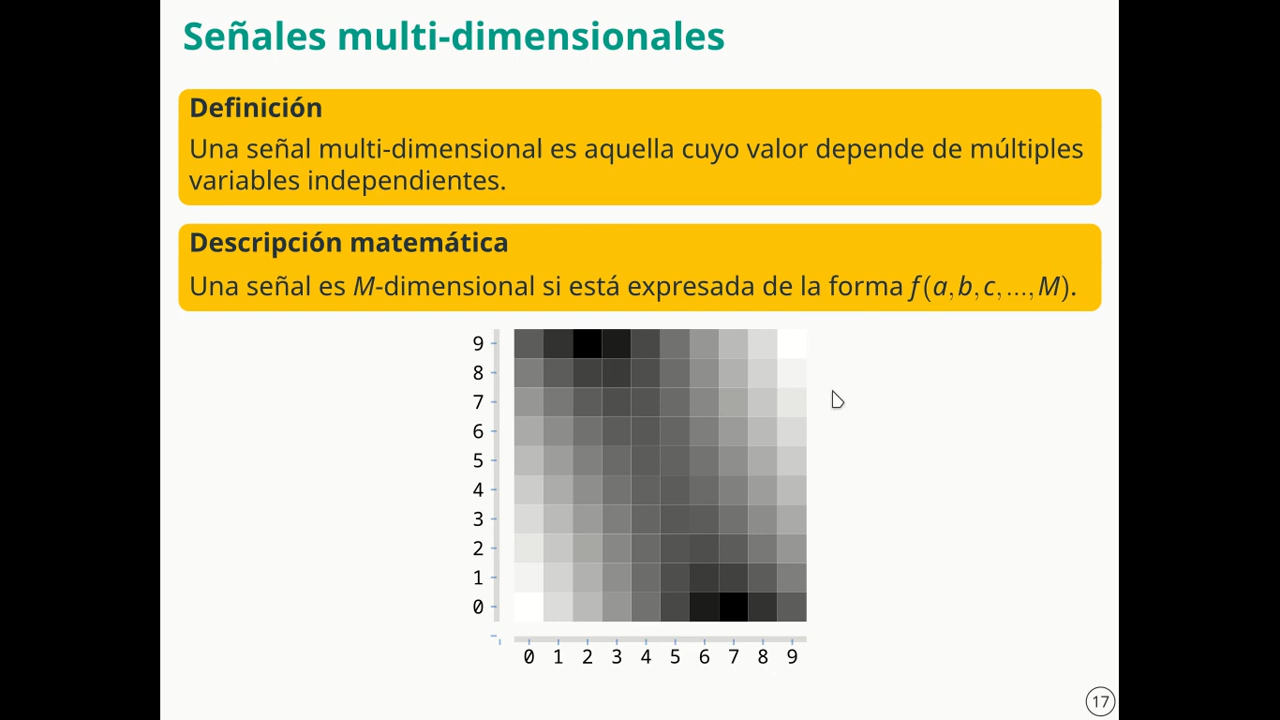 Señales multi-dimensionales
Definición
Una señal multi-dimensional es aquella cuyo valor depende de múltiples
variables independientes.
Descripción matemática
Una señal es M-dimensional si está expresada de la forma f(a,b,c,...,M).
9
8
7
6
5
4
3
2
1
0
0 1 2 3 4 5 6 7 8 9
17